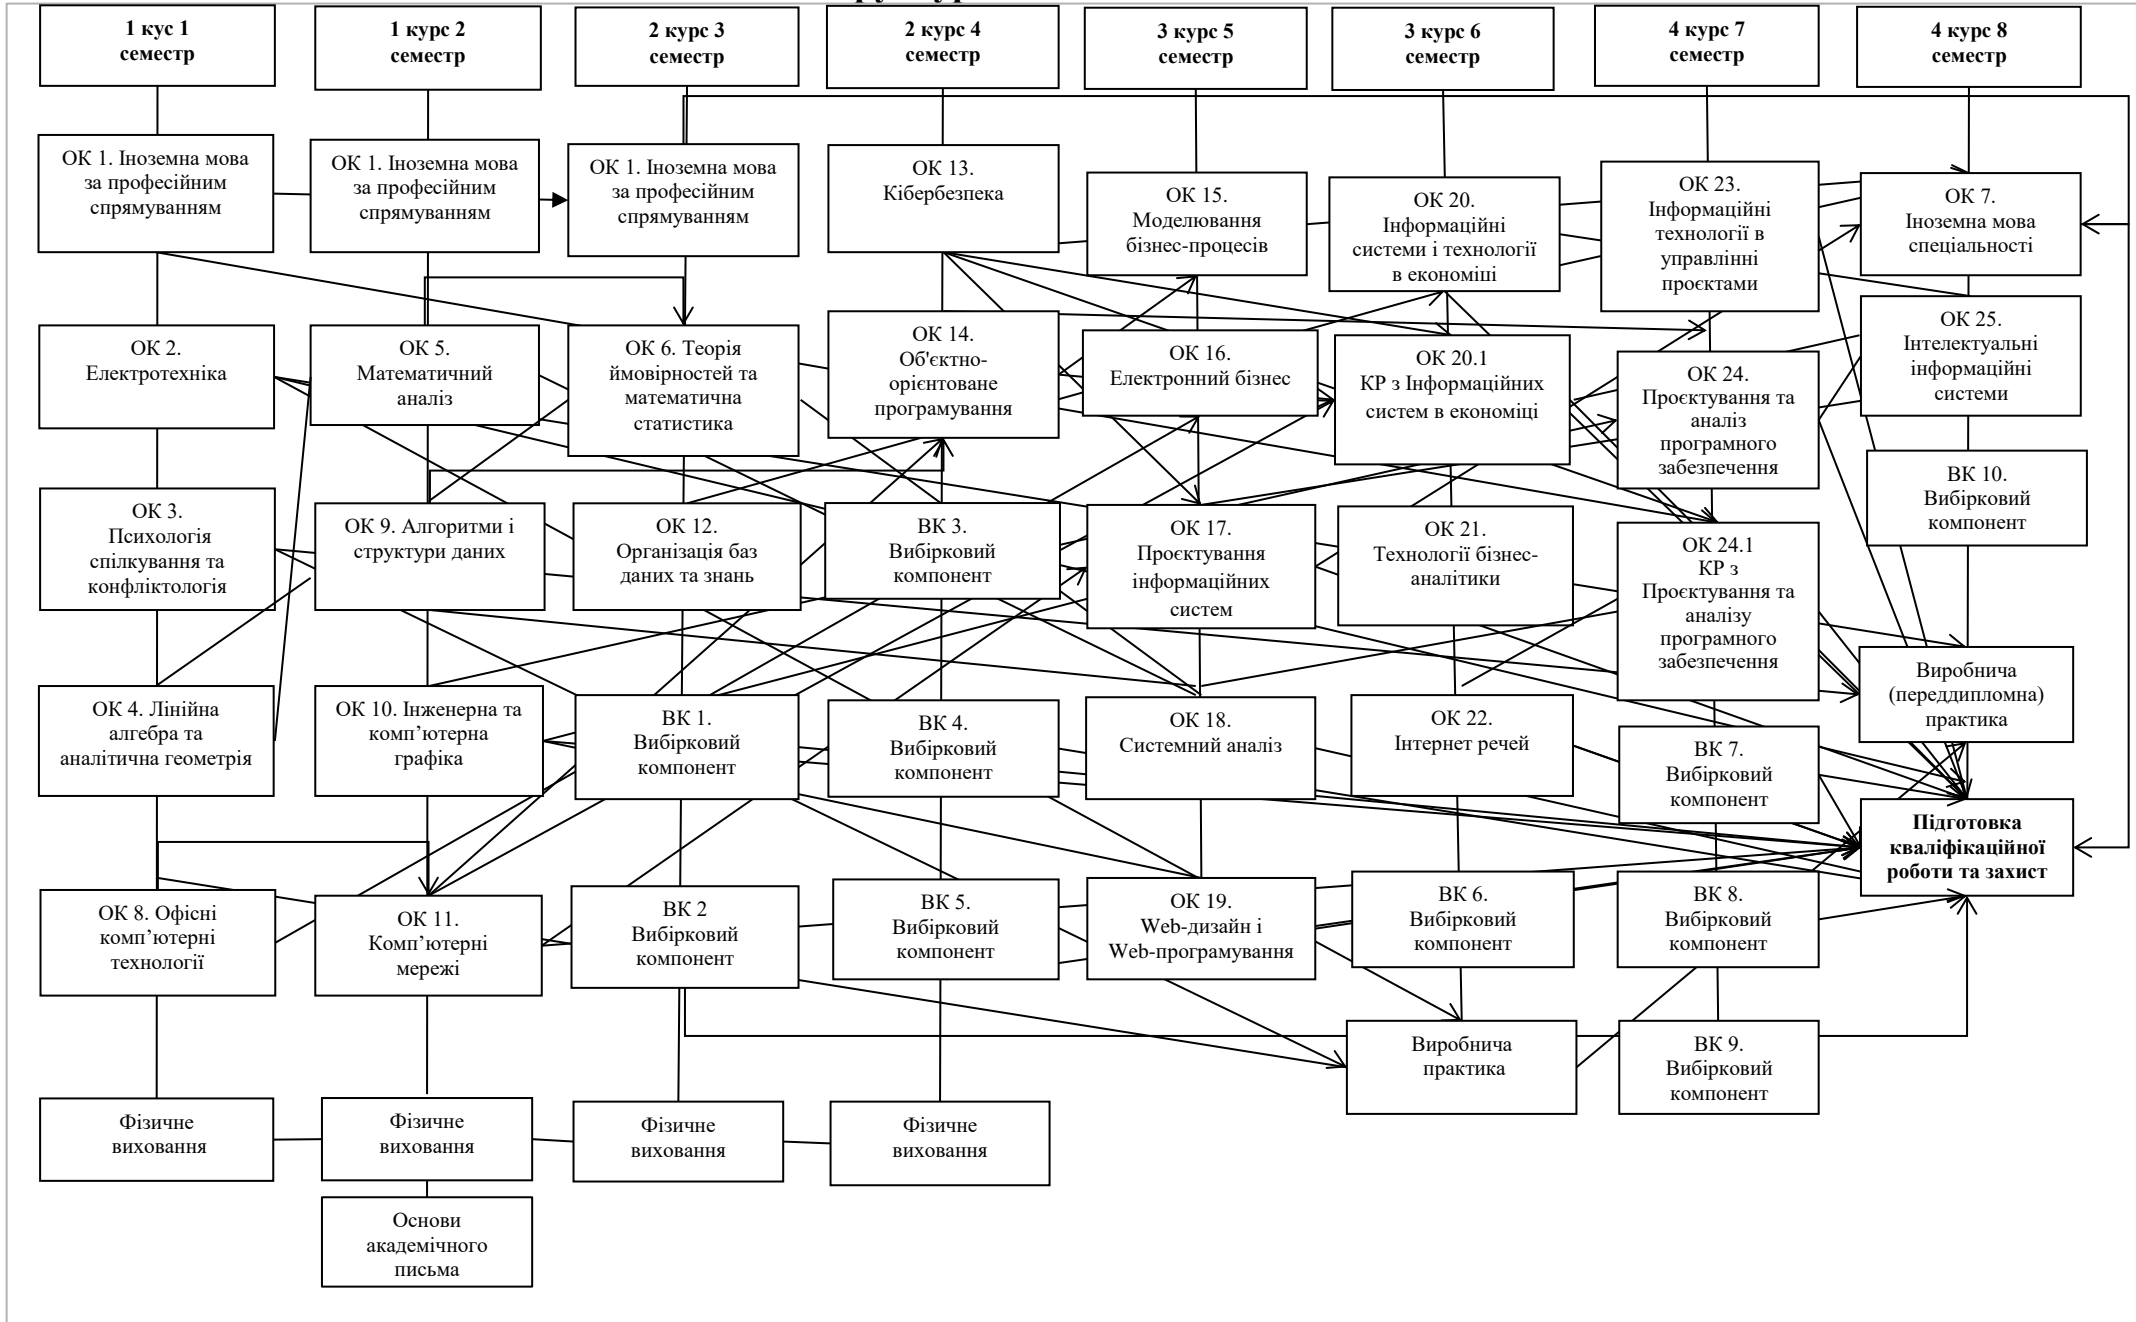 1 кус 1
семестр
1 курс 2
семестр
2 курс 3
семестр
2 курс 4
семестр
3 курс 5
семестр
3 курс 6
семестр
4 курс 7
семестр
4 курс 8
семестр
ОК 1. Іноземна мова
за професійним
спрямуванням
ОК 2.
Електротехніка
ОК 3.
Психологія
спілкування та
конфліктологія
ОК 4. Лінійна
алгебра та
аналітична геометрія
ОК 8. Офісні
комп’ютерні
технології
Фізичне
виховання
ОК 1. Іноземна мова
за професійним
спрямуванням
ОК 5.
Математичний
аналіз
ОК 9. Алгоритми і
структури даних
ОК 10. Інженерна та
комп’ютерна
графіка
ОК 11.
Комп’ютерні
мережі
Фізичне
виховання
Основи
академічного
письма
ОК 1. Іноземна мова
за професійним
спрямуванням
ОК 6. Теорія
ймовірностей та
математична
статистика
ОК 12.
Організація баз
даних та знань
ВК 1.
Вибірковий
компонент
ВК 2
Вибірковий
компонент
Фізичне
виховання
ОК 13.
Кібербезпека
ОК 14.
Об'єктно-
орієнтоване
програмування
ВК 3.
Вибірковий
компонент
ВК 4.
Вибірковий
компонент
ВК 5.
Вибірковий
компонент
Фізичне
виховання
ОК 15.
Моделювання
бізнес-процесів
ОК 16.
Електронний бізнес
ОК 17.
Проєктування
інформаційних
систем
ОК 18.
Системний аналіз
ОК 19.
Web-дизайн і
Web-програмування
ОК 20.
Інформаційні
системи і технології
в економіці
ОК 20.1
КР з Інформаційних
систем в економіці
ОК 21.
Технології бізнес-
аналітики
ОК 22.
Інтернет речей
ВК 6.
Вибірковий
компонент
Виробнича
практика
ОК 23.
Інформаційні
технології в
управлінні
проєктами
ОК 24.
Проєктування та
аналіз
програмного
забезпечення
ОК 24.1
КР з
Проєктування та
аналізу
програмного
забезпечення
ВК 7.
Вибірковий
компонент
ВК 8.
Вибірковий
компонент
ВК 9.
Вибірковий
компонент
ОК 7.
Іноземна мова
спеціальності
ОК 25.
Інтелектуальні
інформаційні
системи
ВК 10.
Вибірковий
компонент
Виробнича
(переддипломна)
практика
Підготовка
кваліфікаційної
роботи та захист